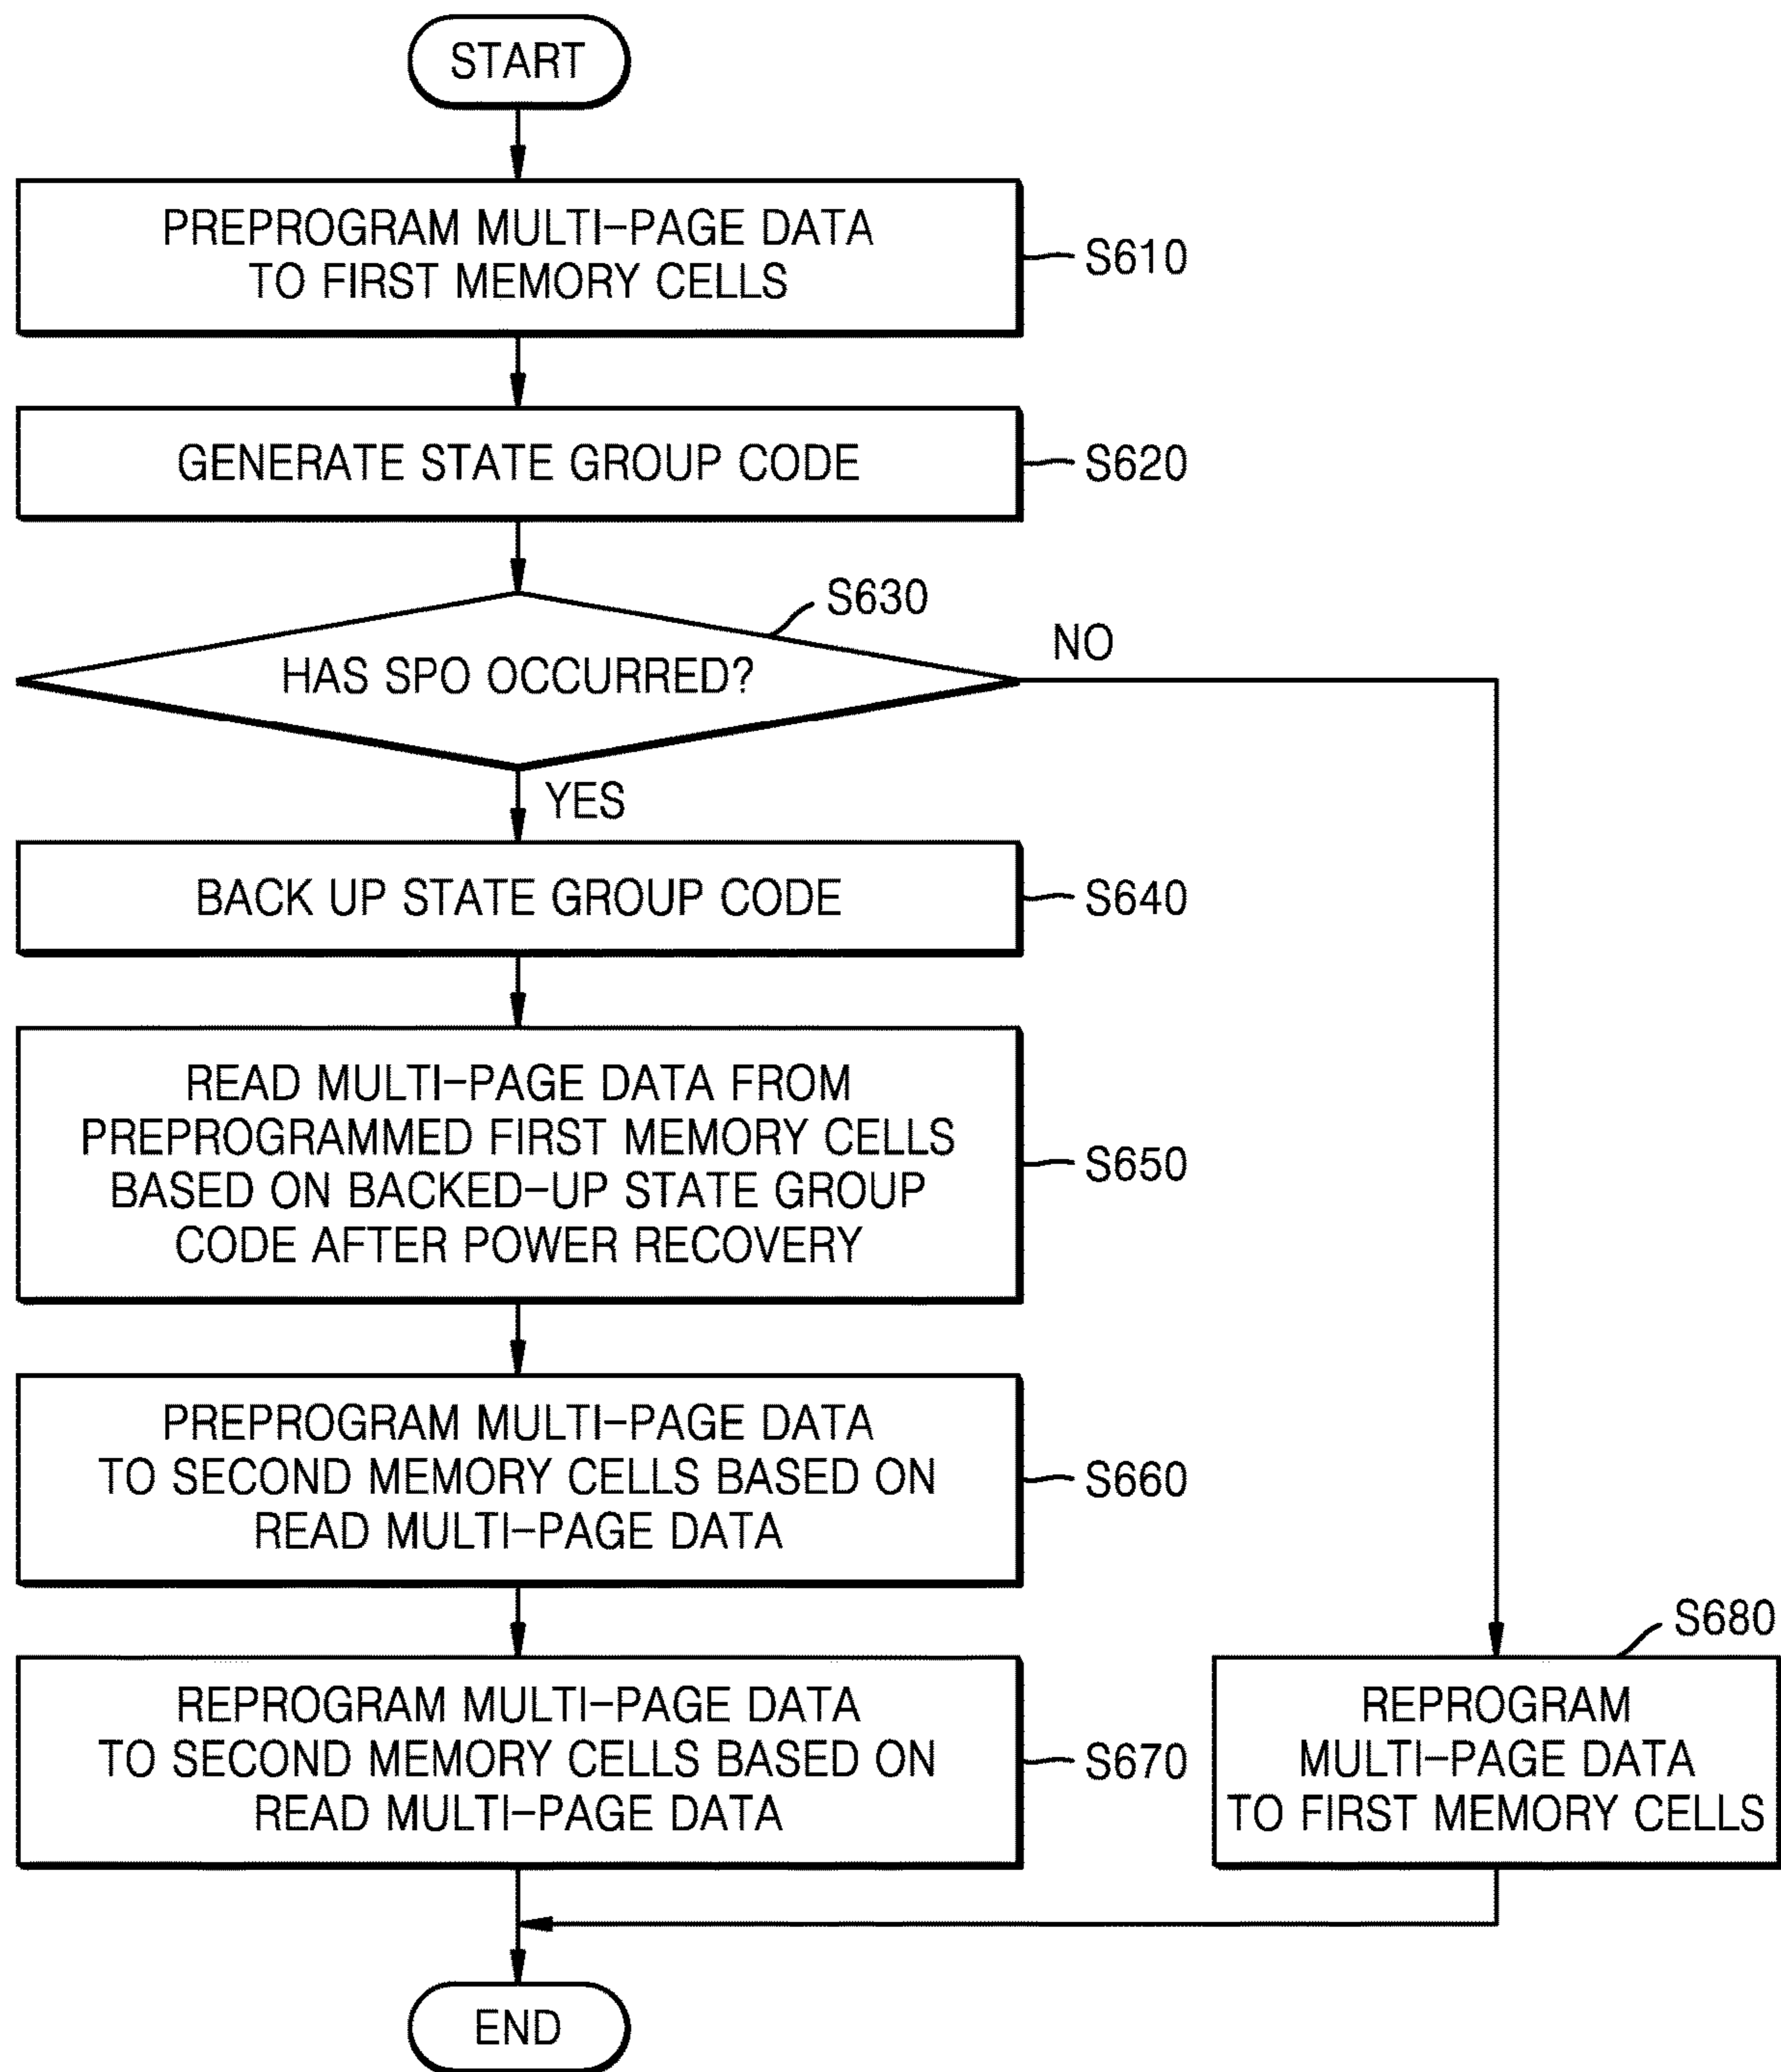 START
PREPROGRAM MULTI-PAGE DATA
TO FIRST MEMORY CELLS
S610
GENERATE STATE GROUP CODE
S620
S630
HAS SPO OCCURRED?
NO
YES
BACK UP STATE GROUP CODE
S640
READ MULTI-PAGE DATA FROM
PREPROGRAMMED FIRST MEMORY CELLS
BASED ON BACKED-UP STATE GROUP
CODE AFTER POWER RECOVERY
S650
PREPROGRAM MULTI-PAGE DATA
TO SECOND MEMORY CELLS BASED ON
READ MULTI-PAGE DATA
S660
REPROGRAM MULTI-PAGE DATA
TO SECOND MEMORY CELLS BASED ON
READ MULTI-PAGE DATA
S670
S680
REPROGRAM
MULTI-PAGE DATA
TO FIRST MEMORY CELLS
END